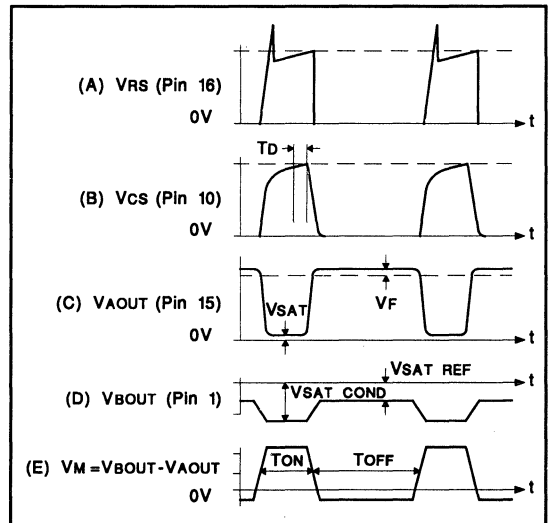 (A) VRS (Pin 16)
0V
t
TD
(B) VCS (Pin 10)
0V
t
(C) VAOUT (Pin 15)
VSAT
VF
0V
t
VSAT REF
t
(D) VBOUT (Pin 1)
VSAT COND
(E) VM=VBOUT-VAOUT
TON
TOFF
0V
t